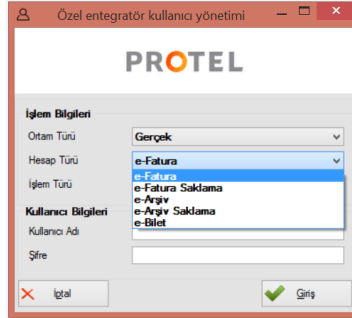 Özel entegratör kullanıcı yönetimi
PROTEL
İşlem Bilgileri
Ortam Türü Gerçek
Hesap Türü e-Fatura
İşlem Türü e-Fatura
e-Fatura Saklama
e-Arşiv
e-Arşiv Saklama
e-Bilet
Kullanıcı Bilgileri
Kullanıcı Adı
Şifre
İptal Giriş